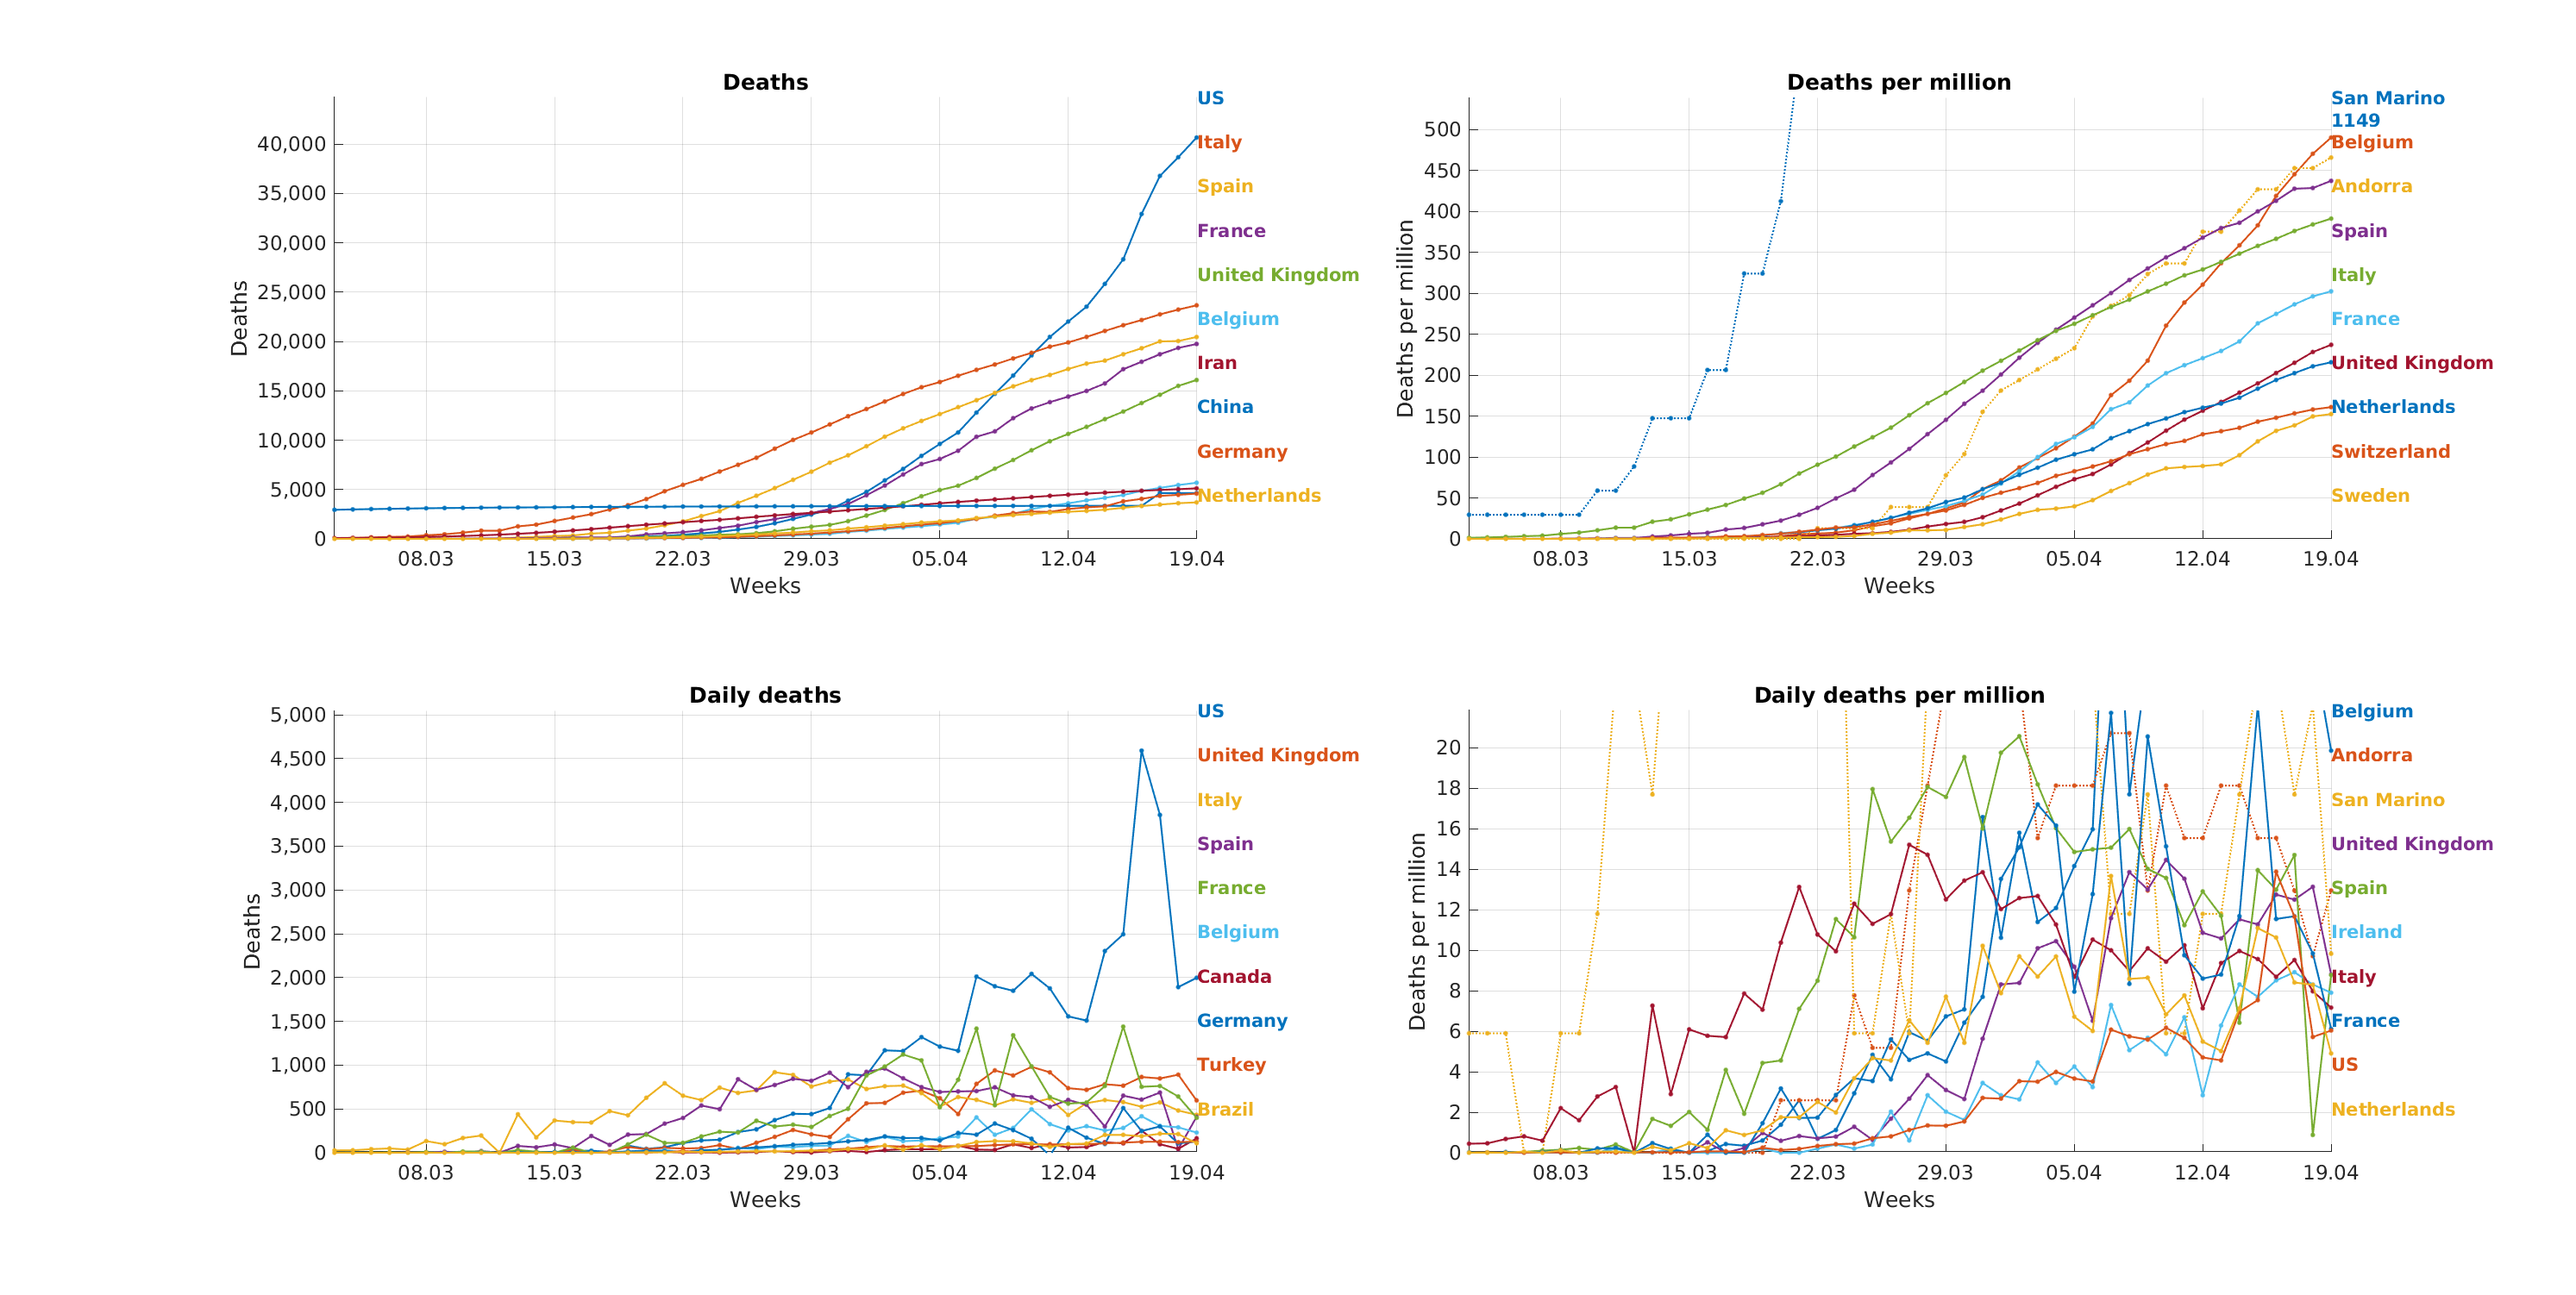 Deaths
40,000
35,000
30,000
25,000
20,000
15,000
10,000
5,000
0
Deaths
08.03 15.03 22.03 29.03 05.04 12.04 19.04
Weeks
US
Italy
Spain
France
United Kingdom
Belgium
Iran
China
Germany
Netherlands
Deaths per million
500
450
400
350
300
250
200
150
100
50
0
Deaths per million
08.03 15.03 22.03 29.03 05.04 12.04 19.04
Weeks
San Marino
1149
Belgium
Andorra
Spain
Italy
France
United Kingdom
Netherlands
Switzerland
Sweden
Daily deaths
5,000
4,500
4,000
3,500
3,000
2,500
2,000
1,500
1,000
500
0
Deaths
08.03 15.03 22.03 29.03 05.04 12.04 19.04
Weeks
US
United Kingdom
Italy
Spain
France
Belgium
Canada
Germany
Turkey
Brazil
Daily deaths per million
20
18
16
14
12
10
8
6
4
2
0
Deaths per million
08.03 15.03 22.03 29.03 05.04 12.04 19.04
Weeks
Belgium
Andorra
San Marino
United Kingdom
Spain
Ireland
Italy
France
US
Netherlands